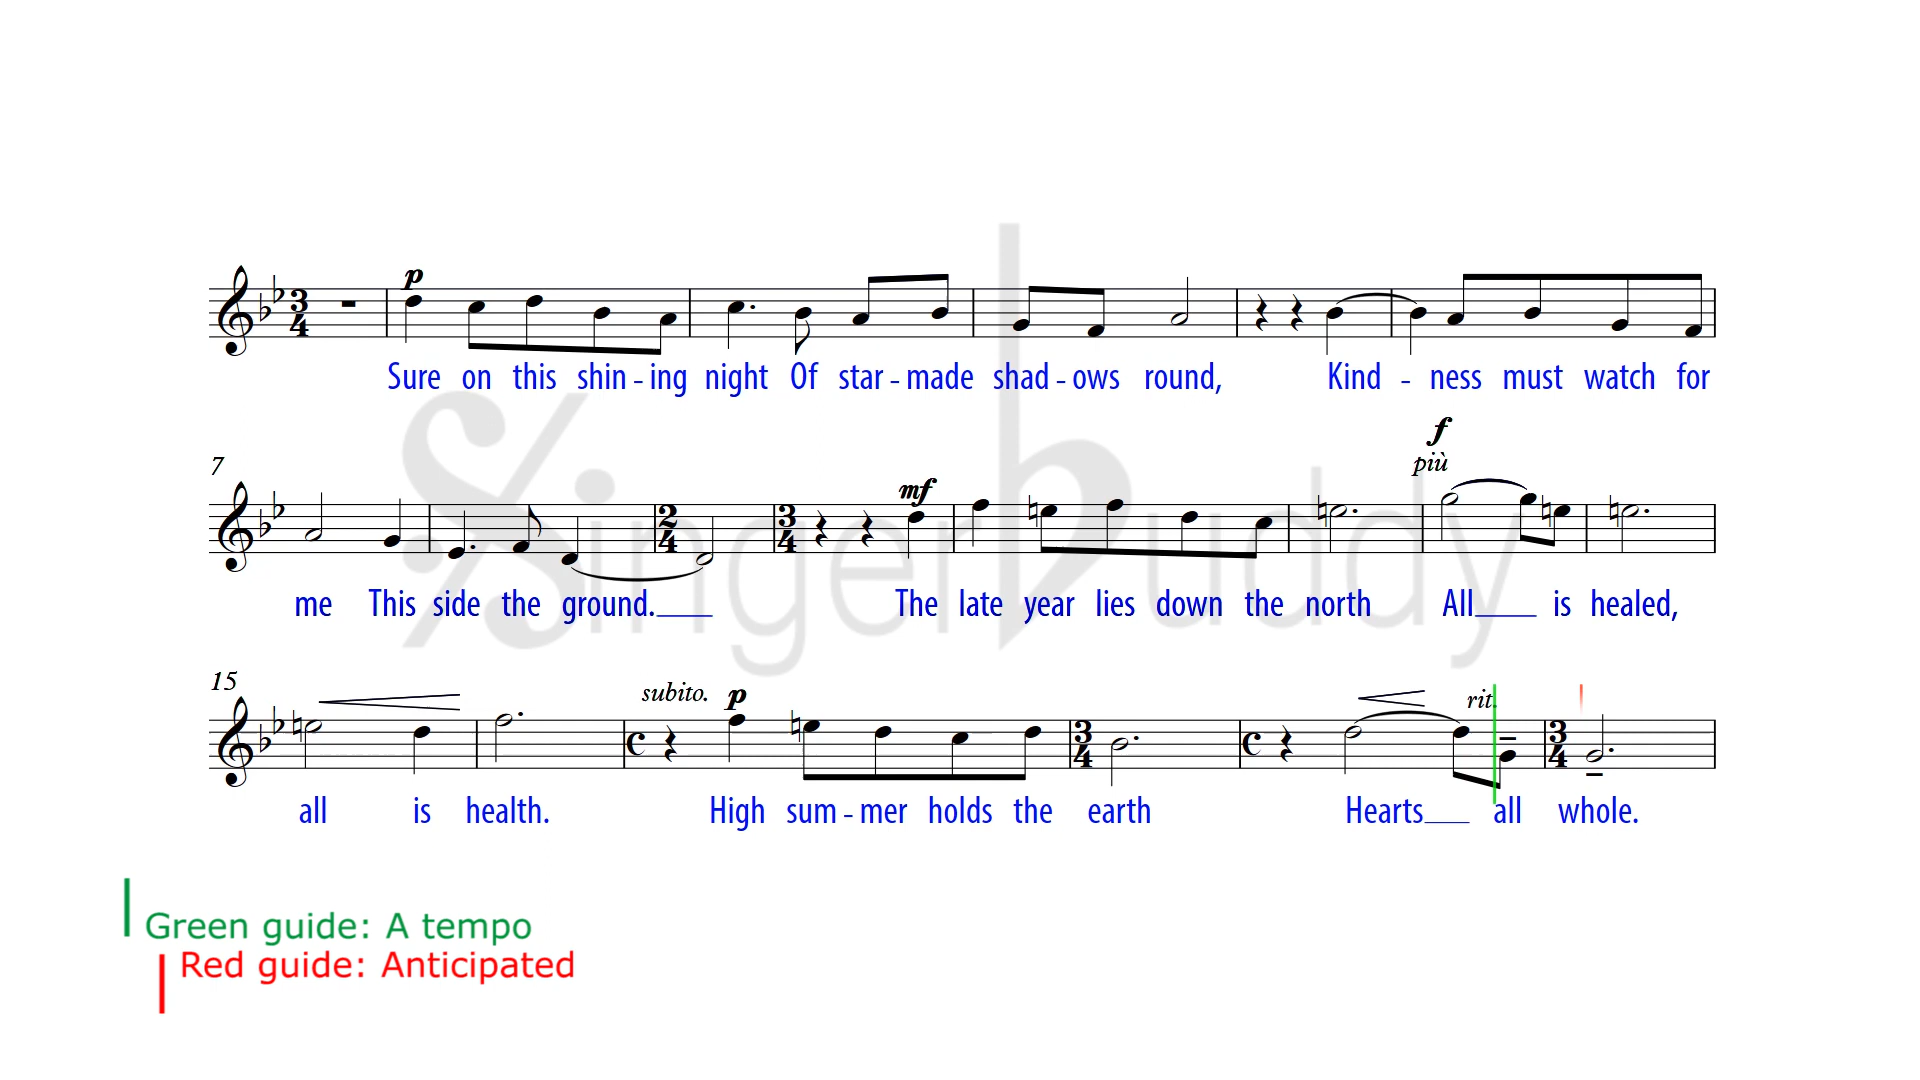 p
Sure on this shin - ing night Of star - made shad - ows round, Kind - ness must watch for
f
7 più
mf
me This side the ground. The late year lies down the north All is healed,
15 subito. p rit.
all is health. High sum - mer holds the earth Hearts all whole.
SingerBuddy
Green guide: A tempo
Red guide: Anticipated